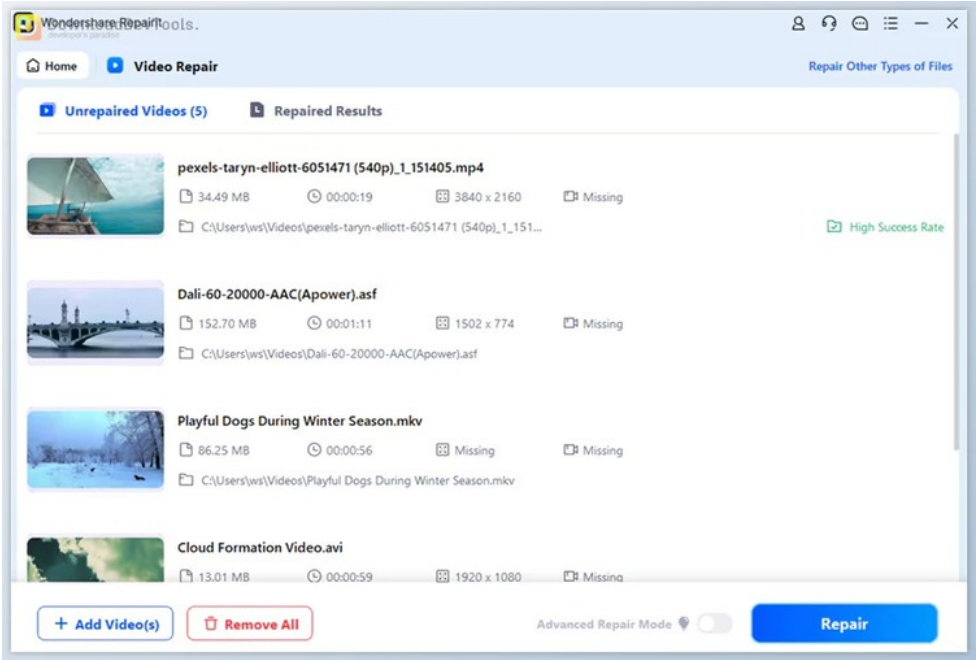 Wondershare Repairit
DownloadDevTools.
developer's paradise
Home
Video Repair
Repair Other Types of Files
Unrepaired Videos (5)
Repaired Results
pexels-taryn-elliott-6051471 (540p)_1_151405.mp4
34.49 MB 00:00:19 3840 x 2160 Missing
C:\Users\ws\Videos\pexels-taryn-elliott-6051471 (540p)_1_151...
High Success Rate
Dali-60-20000-AAC(Apower).asf
152.70 MB 00:01:11 1502 x 774 Missing
C:\Users\ws\Videos\Dali-60-20000-AAC(Apower).asf
Playful Dogs During Winter Season.mkv
86.25 MB 00:00:56 Missing Missing
C:\Users\ws\Videos\Playful Dogs During Winter Season.mkv
Cloud Formation Video.avi
13.01 MB 00:00:59 1920 x 1080 Missing
+ Add Video(s)
Remove All
Advanced Repair Mode
Repair